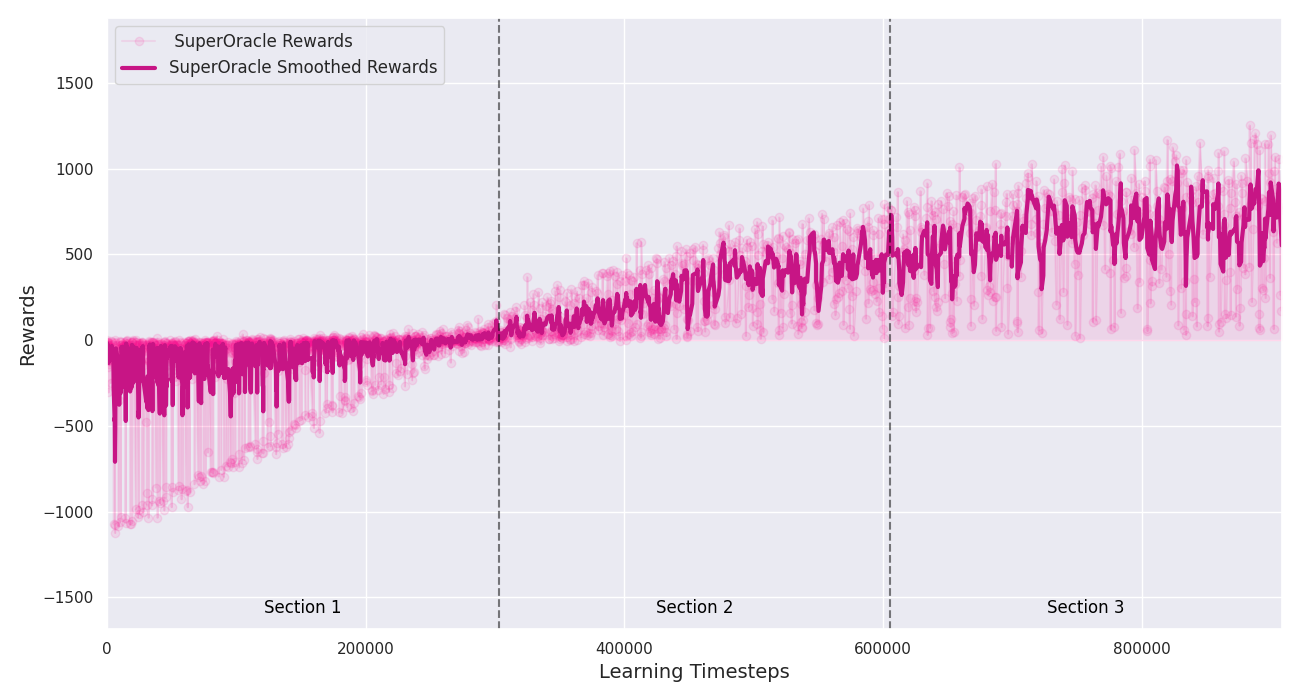 SuperOracle Rewards
SuperOracle Smoothed Rewards
1500
1000
500
0
−500
−1000
−1500
Rewards
Section 1
Section 2
Section 3
0
200000
400000
600000
800000
Learning Timesteps